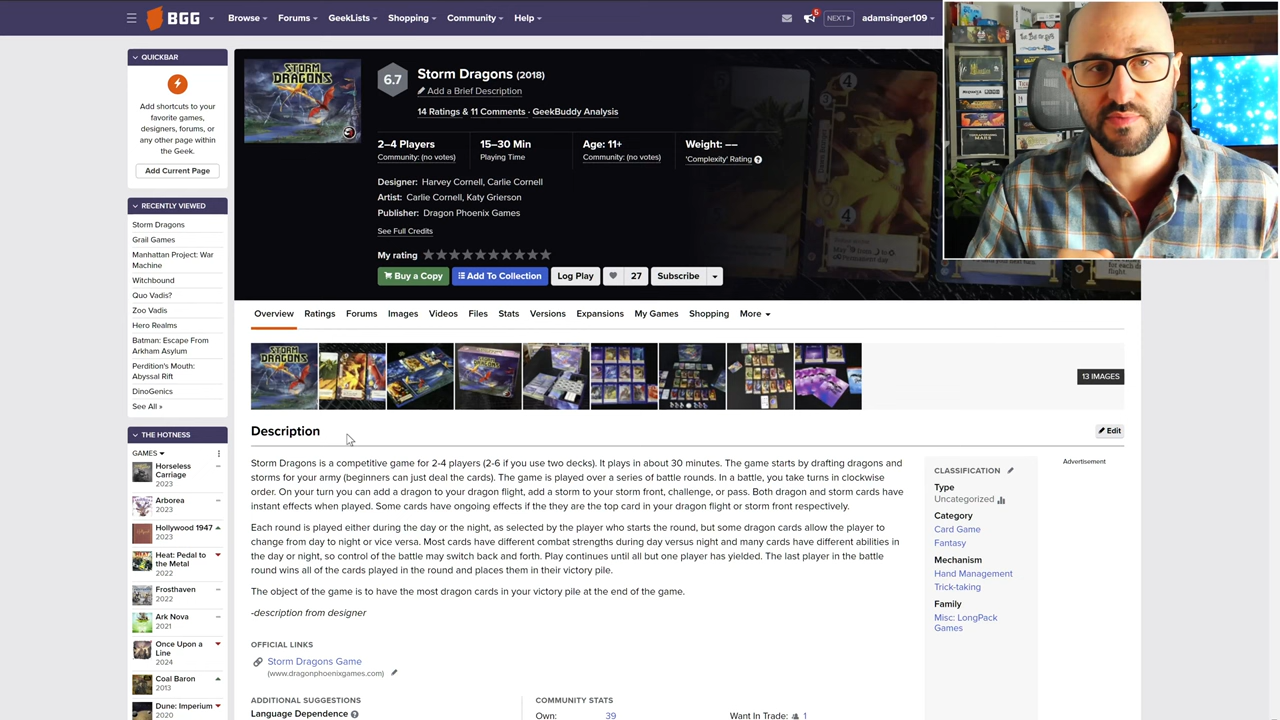 BGG
Browse
Forums
GeekLists
Shopping
Community
Help
5
NEXT
adamsinger109
QUICKBAR
Add shortcuts to your
favorite games,
designers, forums, or
any other page within
the Geek.
Add Current Page
RECENTLY VIEWED
Storm Dragons
Grail Games
Manhattan Project: War
Machine
Witchbound
Quo Vadis?
Zoo Vadis
Hero Realms
Batman: Escape From
Arkham Asylum
Perdition's Mouth:
Abyssal Rift
DinoGenics
See All »
THE HOTNESS
GAMES
Horseless
Carriage
2023
Arborea
2023
Hollywood 1947
2023
Heat: Pedal to
the Metal
2022
Frosthaven
2022
Ark Nova
2021
Once Upon a
Line
2024
Coal Baron
2013
Dune: Imperium
2020
STORM
DRAGONS
6.7
Storm Dragons (2018)
Add a Brief Description
14 Ratings & 11 Comments · GeekBuddy Analysis
2–4 Players
Community: (no votes)
15–30 Min
Playing Time
Age: 11+
Community: (no votes)
Weight: ––
'Complexity' Rating
Designer: Harvey Cornell, Carlie Cornell
Artist: Carlie Cornell, Katy Grierson
Publisher: Dragon Phoenix Games
See Full Credits
My rating
Buy a Copy
Add To Collection
Log Play
27
Subscribe
Overview
Ratings
Forums
Images
Videos
Files
Stats
Versions
Expansions
My Games
Shopping
More
STORM
DRAGONS
13 IMAGES
Description
Edit
Storm Dragons is a competitive game for 2-4 players (2-6 if you use two decks). It plays in about 30 minutes. The game starts by drafting dragons and
storms for your army (beginners can just deal the cards). The game is played over a series of battle rounds. In a battle, you take turns in clockwise
order. On your turn you can add a dragon to your dragon flight, add a storm to your storm front, challenge, or pass. Both dragon and storm cards have
instant effects when played. Some cards have ongoing effects if they are the top card in your dragon flight or storm front respectively.
Each round is played either during the day or the night, as selected by the player who starts the round, but some dragon cards allow the player to
change from day to night or vice versa. Most cards have different combat strengths during day versus night and many cards have different abilities in
the day or night, so control of the battle may switch back and forth. Play continues until all but one player has yielded. The last player in the battle
round wins all of the cards played in the round and places them in their victory pile.
The object of the game is to have the most dragon cards in your victory pile at the end of the game.
-description from designer
OFFICIAL LINKS
Storm Dragons Game
(www.dragonphoenixgames.com)
ADDITIONAL SUGGESTIONS
Language Dependence
COMMUNITY STATS
Own: 39
Want In Trade: 1
Advertisement
CLASSIFICATION
Type
Uncategorized
Category
Card Game
Fantasy
Mechanism
Hand Management
Trick-taking
Family
Misc: LongPack
Games